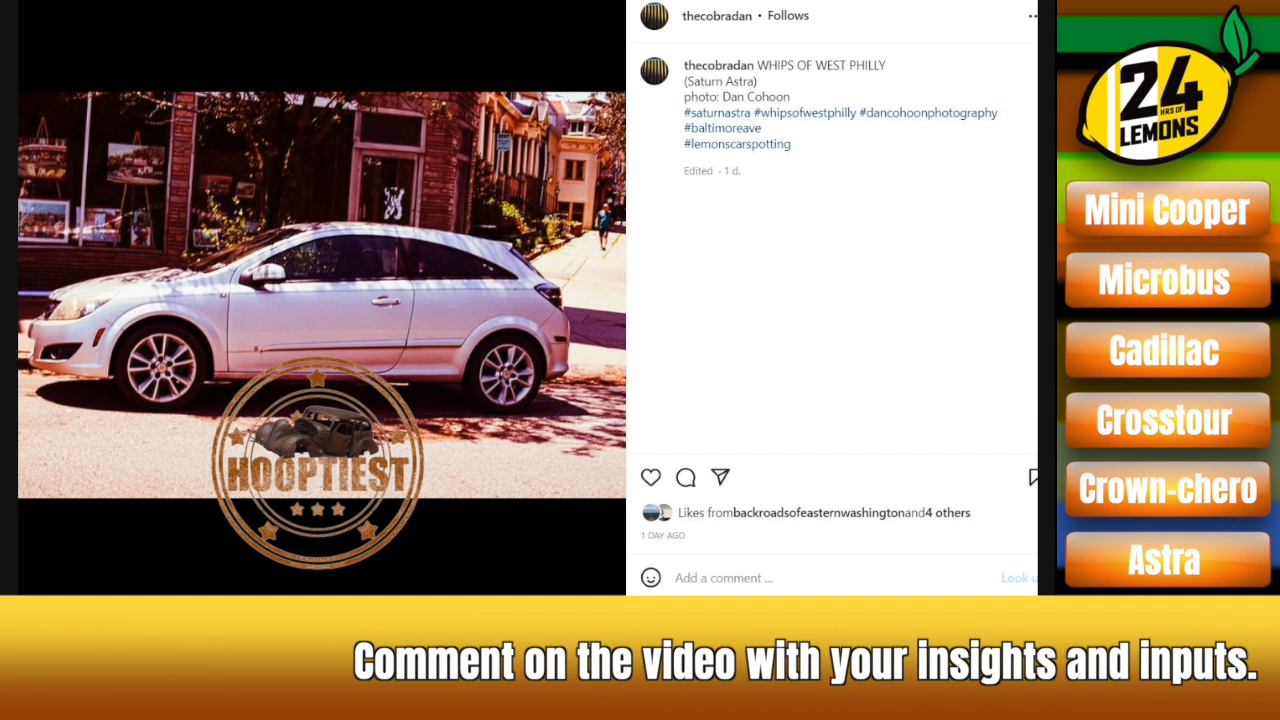 thecobradan • Follows
thecobradan WHIPS OF WEST PHILLY
(Saturn Astra)
photo: Dan Cohoon
#saturnastra #whipsofwestphilly #dancohoonphotography
#baltimoreave
#lemonscarspotting
Edited · 1 d.
HOOPTIEST
Likes from backroadsofeasternwashington and 4 others
1 DAY AGO
Add a comment ...
Look u
24
HRS OF
LEMONS
Mini Cooper
Microbus
Cadillac
Crosstour
Crown-chero
Astra
Comment on the video with your insights and inputs.